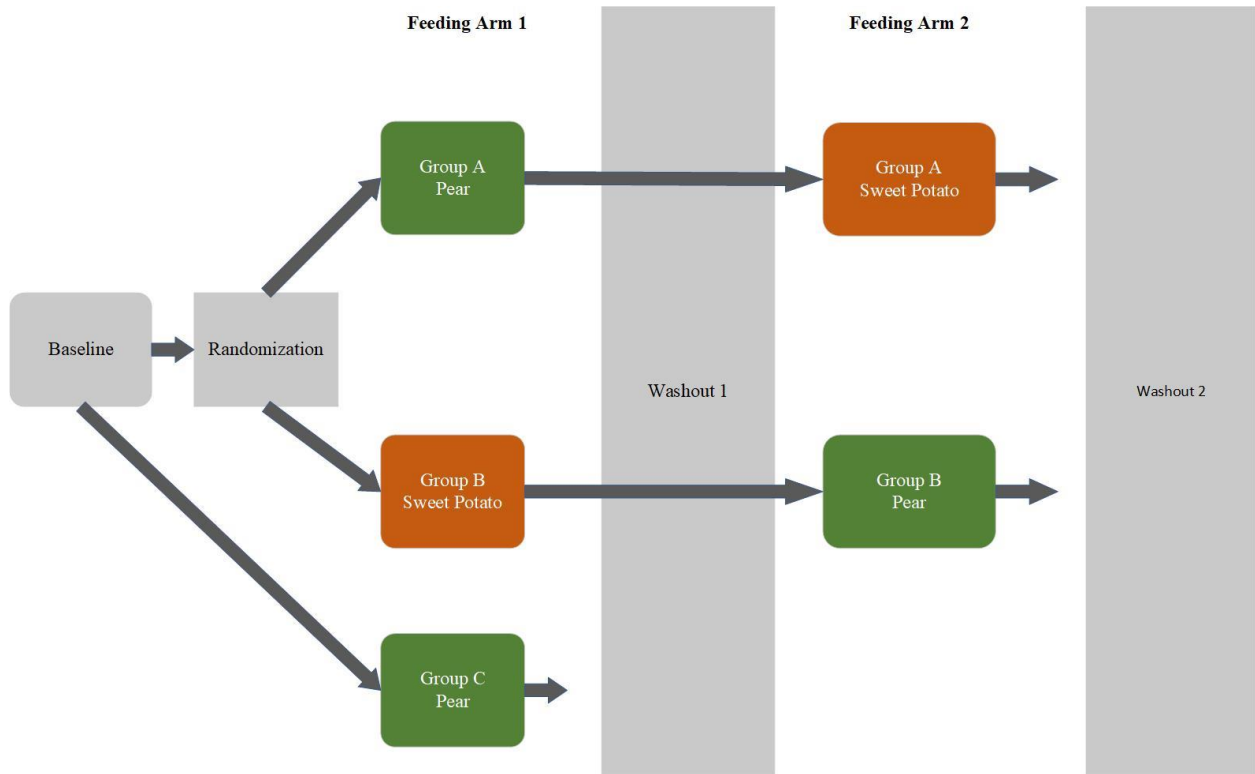 Feeding Arm 1
Feeding Arm 2
Group A
Pear
Group A
Sweet Potato
Baseline
Randomization
Washout 1
Washout 2
Group B
Sweet Potato
Group B
Pear
Group C
Pear